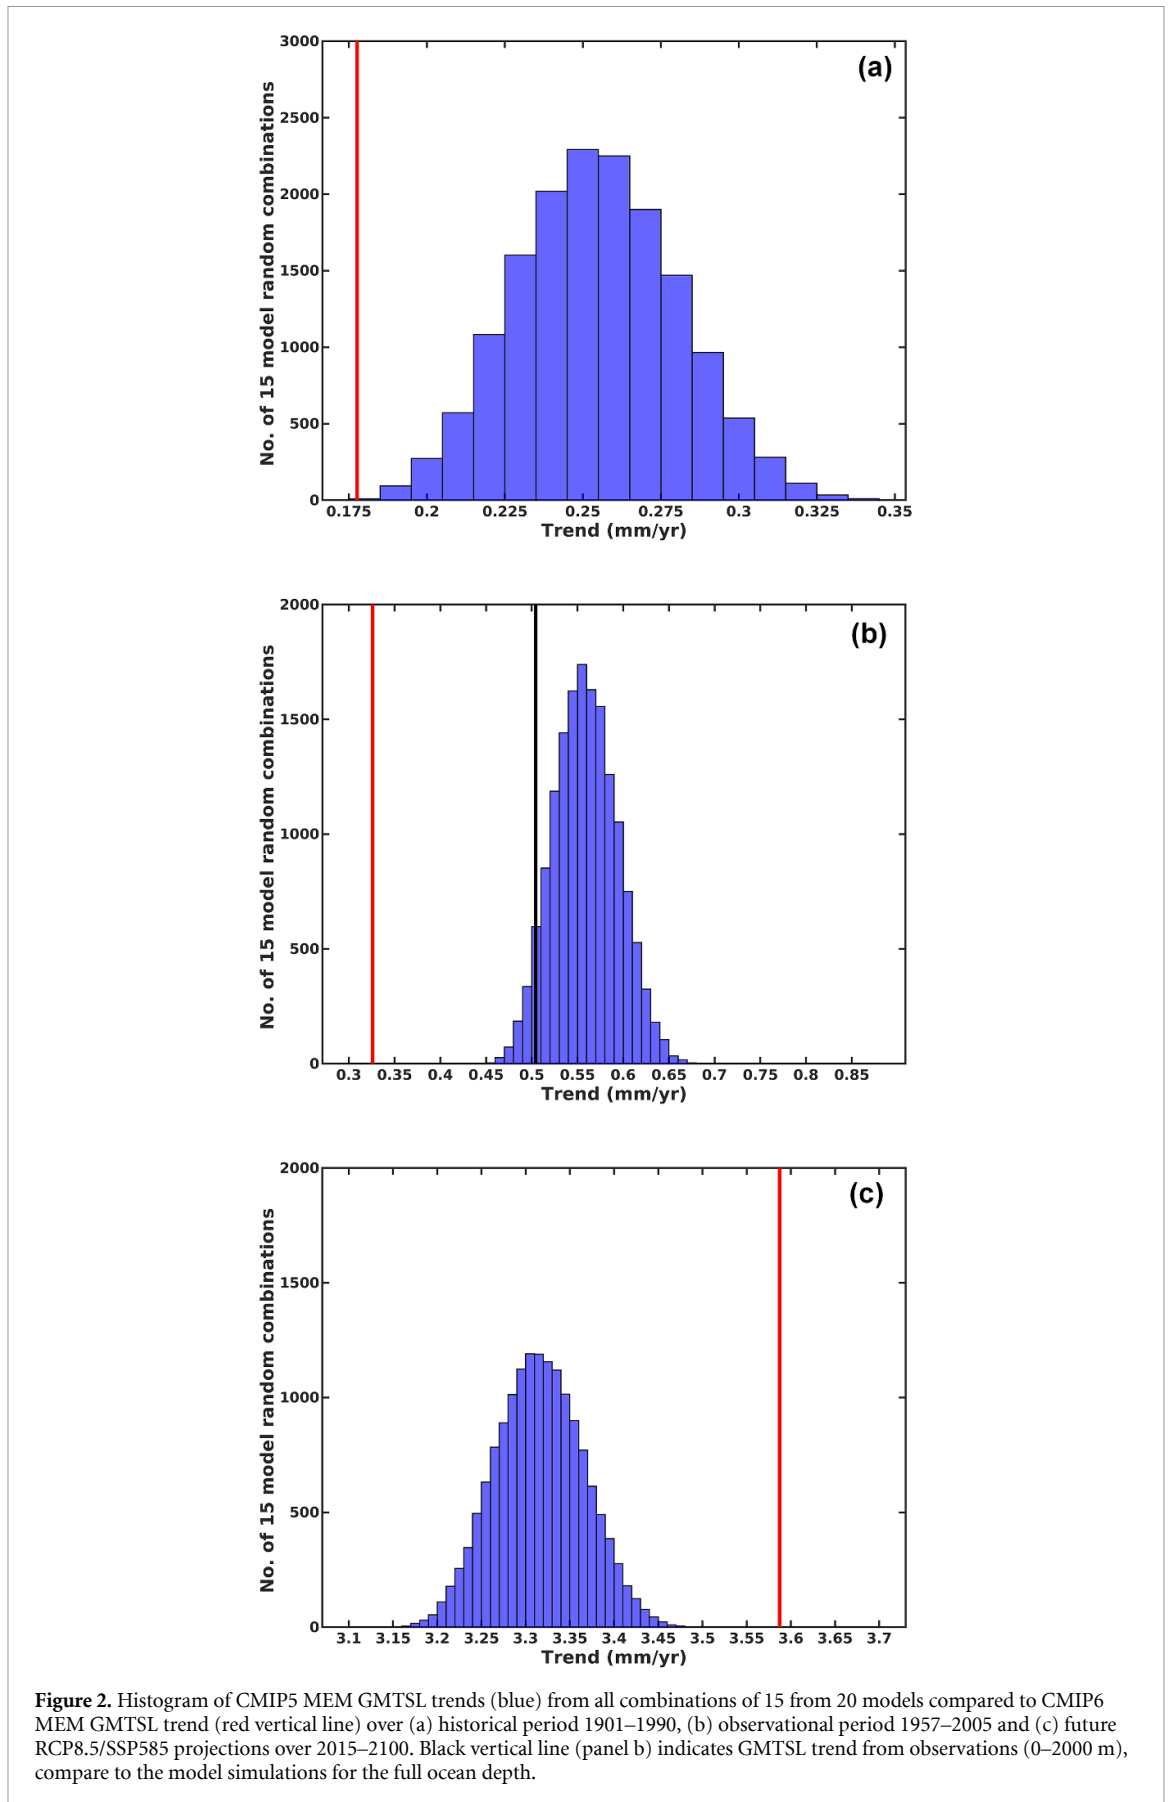 (a)
No. of 15 model random combinations
3000
2500
2000
1500
1000
500
0
0.175 0.2 0.225 0.25 0.275 0.3 0.325 0.35
Trend (mm/yr)
(b)
No. of 15 model random combinations
2000
1500
1000
500
0
0.3 0.35 0.4 0.45 0.5 0.55 0.6 0.65 0.7 0.75 0.8 0.85
Trend (mm/yr)
(c)
No. of 15 model random combinations
2000
1500
1000
500
0
3.1 3.15 3.2 3.25 3.3 3.35 3.4 3.45 3.5 3.55 3.6 3.65 3.7
Trend (mm/yr)
Figure 2. Histogram of CMIP5 MEM GMTSL trends (blue) from all combinations of 15 from 20 models compared to CMIP6
MEM GMTSL trend (red vertical line) over (a) historical period 1901–1990, (b) observational period 1957–2005 and (c) future
RCP8.5/SSP585 projections over 2015–2100. Black vertical line (panel b) indicates GMTSL trend from observations (0–2000 m),
compare to the model simulations for the full ocean depth.